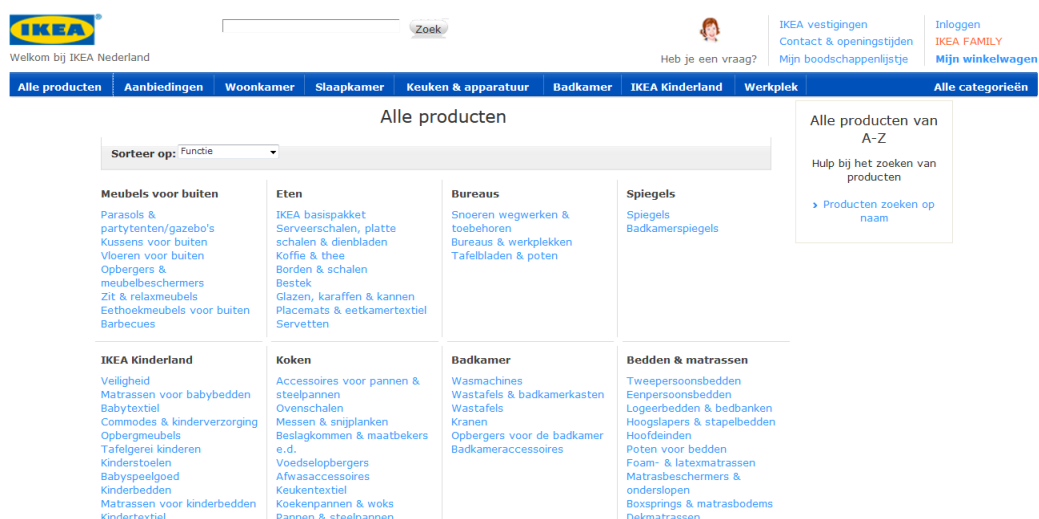 IKEA
Zoek
Welkom bij IKEA Nederland
Heb je een vraag?
IKEA vestigingen
Contact & openingstijden
Mijn boodschappenlijstje
Inloggen
IKEA FAMILY
Mijn winkelwagen
Alle producten Aanbiedingen Woonkamer Slaapkamer Keuken & apparatuur Badkamer IKEA Kinderland Werkplek Alle categorieën
Alle producten
Sorteer op: Functie
Meubels voor buiten
Parasols &
partytenten/gazebo's
Kussens voor buiten
Vloeren voor buiten
Opbergers &
meubelbeschermers
Zit & relaxmeubels
Eethoekmeubels voor buiten
Barbecues
Eten
IKEA basispakket
Serveerschalen, platte
schalen & dienbladen
Koffie & thee
Borden & schalen
Bestek
Glazen, karaffen & kannen
Placemats & eetkamertextiel
Servetten
Bureaus
Snoeren wegwerken &
toebehoren
Bureaus & werkplekken
Tafelbladen & poten
Spiegels
Spiegels
Badkamerspiegels
IKEA Kinderland
Veiligheid
Matrassen voor babybedden
Babytextiel
Commodes & kinderverzorging
Opbergmeubels
Tafelgerei kinderen
Kinderstoelen
Babyspeelgoed
Kinderbedden
Matrassen voor kinderbedden
Kindertextiel
Koken
Accessoires voor pannen &
steelpannen
Ovenschalen
Messen & snijplanken
Beslagkommen & maatbekers
e.d.
Voedselopbergers
Afwasaccessoires
Keukentextiel
Koekenpannen & woks
Pannen & steelpannen
Badkamer
Wasmachines
Wastafels & badkamerkasten
Wastafels
Kranen
Opbergers voor de badkamer
Badkameraccessoires
Bedden & matrassen
Tweepersoonsbedden
Eenpersoonsbedden
Logeerbedden & bedbanken
Hoogslapers & stapelbedden
Hoofdeinden
Poten voor bedden
Foam- & latexmatrassen
Matrasbeschermers &
onderslopen
Boxsprings & matrasbodems
Dekmatrassen
Alle producten van
A-Z
Hulp bij het zoeken van
producten
Producten zoeken op
naam